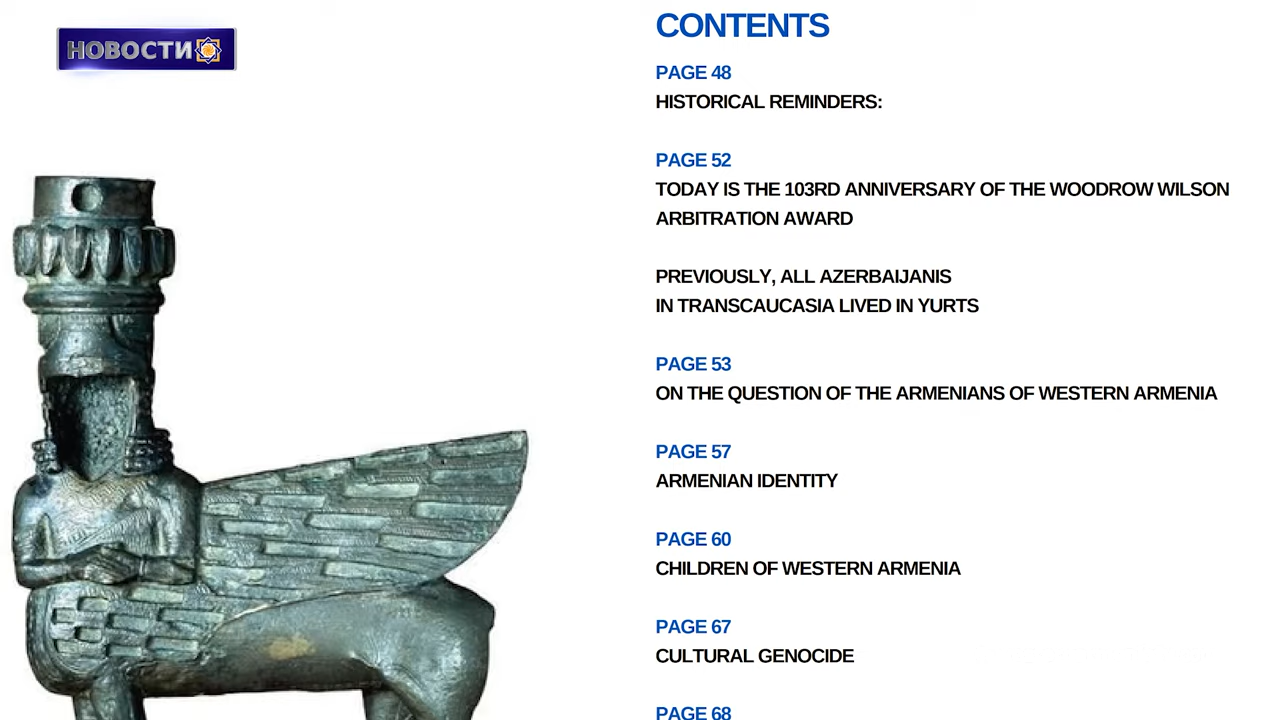 НОВОСТИ
CONTENTS
PAGE 48
HISTORICAL REMINDERS:
PAGE 52
TODAY IS THE 103RD ANNIVERSARY OF THE WOODROW WILSON
ARBITRATION AWARD
PREVIOUSLY, ALL AZERBAIJANIS
IN TRANSCAUCASIA LIVED IN YURTS
PAGE 53
ON THE QUESTION OF THE ARMENIANS OF WESTERN ARMENIA
PAGE 57
ARMENIAN IDENTITY
PAGE 60
CHILDREN OF WESTERN ARMENIA
PAGE 67
CULTURAL GENOCIDE
PAGE 68